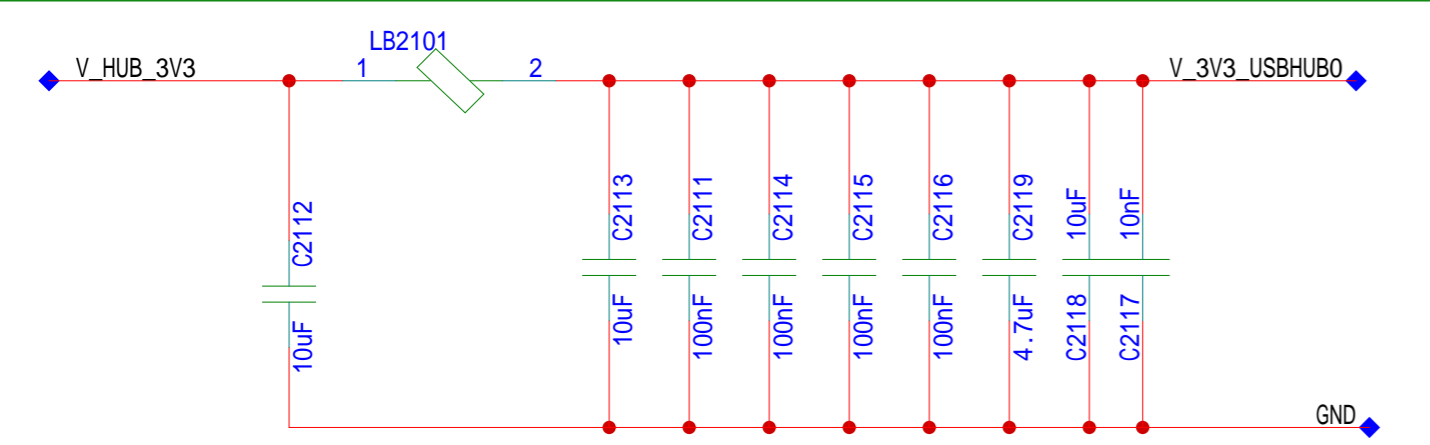 LB2101
V_HUB_3V3
1
2
V_3V3_USBHUB0
C2112
10uF
C2113
10uF
C2111
100nF
C2114
100nF
C2115
100nF
C2116
100nF
C2119
4.7uF
10uF
C2118
10nF
C2117
GND